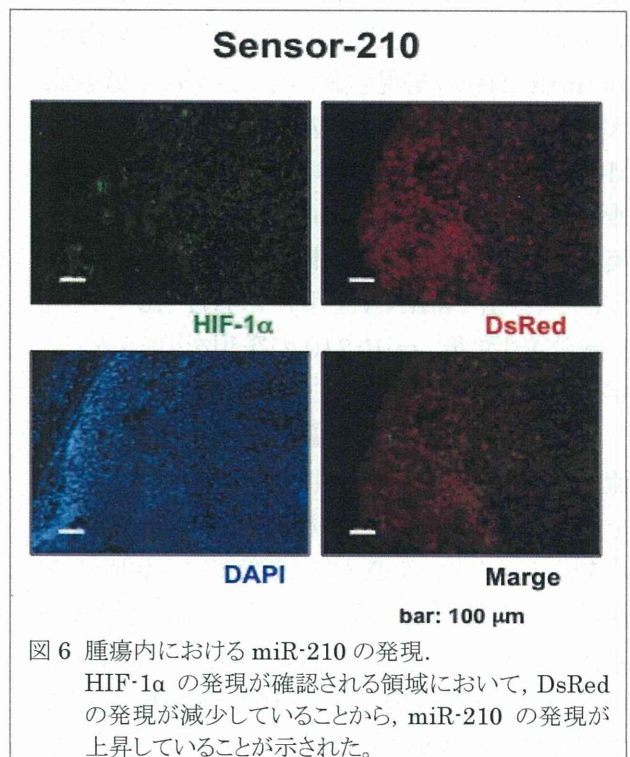 Sensor-210
HIF-1α
DsRed
DAPI
Marge
bar: 100 μm
図 6 腫瘍内における miR-210 の発現.
HIF-1α の発現が確認される領域において, DsRed
の発現が減少していることから, miR-210 の発現が
上昇していることが示された。